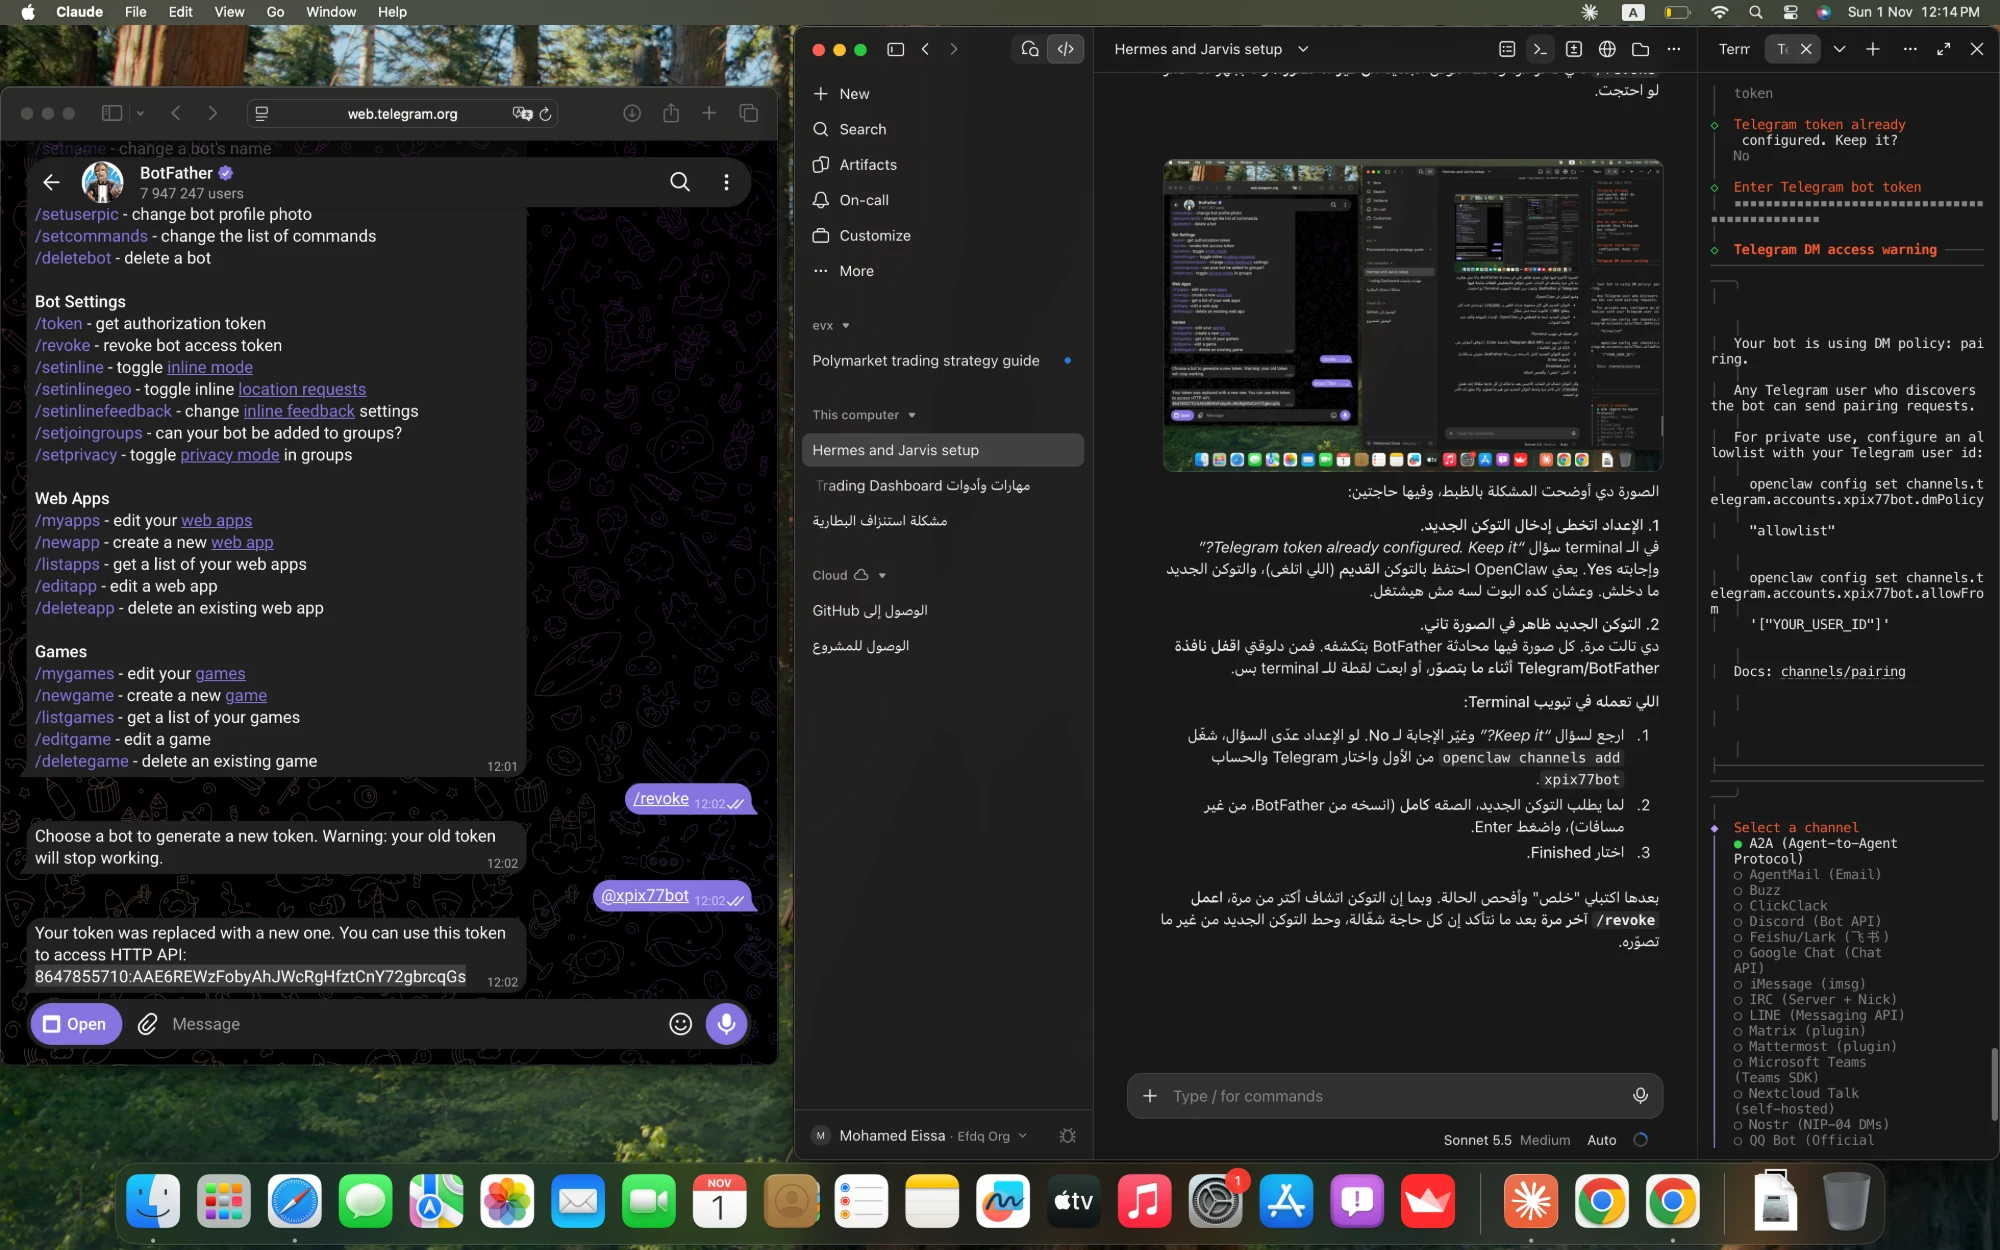 Claude File Edit View Go Window Help
A
Sun 1 Nov 12:14 PM
web.telegram.org
/setname - change a bot's name
BotFather
7 947 247 users
/setuserpic - change bot profile photo
/setcommands - change the list of commands
/deletebot - delete a bot
Bot Settings
/token - get authorization token
/revoke - revoke bot access token
/setinline - toggle inline mode
/setinlinegeo - toggle inline location requests
/setinlinefeedback - change inline feedback settings
/setjoingroups - can your bot be added to groups?
/setprivacy - toggle privacy mode in groups
Web Apps
/myapps - edit your web apps
/newapp - create a new web app
/listapps - get a list of your web apps
/editapp - edit a web app
/deleteapp - delete an existing web app
Games
/mygames - edit your games
/newgame - create a new game
/listgames - get a list of your games
/editgame - edit a game
/deletegame - delete an existing game
12:01
/revoke 12:02
Choose a bot to generate a new token. Warning: your old token
will stop working.
12:02
@xpix77bot 12:02
Your token was replaced with a new one. You can use this token
to access HTTP API:
8647855710:AAE6REWzFobyAhJWcRgHfztCnY72gbrcqGs
12:02
Open
Message
New
Search
Artifacts
On-call
Customize
More
evx
Polymarket trading strategy guide
This computer
Hermes and Jarvis setup
مهارات وأدوات Trading Dashboard
مشكلة استنزاف البطارية
Cloud
الوصول إلى GitHub
الوصول للمشروع
M Mohamed Eissa · Efdq Org
Hermes and Jarvis setup
لو احتجت.
الصورة دي أوضحت المشكلة بالظبط، وفيها حاجتين:
1. الإعداد اتخطى إدخال التوكن الجديد.
في الـ terminal سؤال "Telegram token already configured. Keep it?"
وإجابته Yes. يعني OpenClaw احتفظ بالتوكن القديم (اللي اتلغى)، والتوكن الجديد
ما دخلش. وعشان كده البوت لسه مش هيشتغل.
2. التوكن الجديد ظاهر في الصورة تاني.
دي تالت مرة. كل صورة فيها محادثة BotFather بتكشفه. فمن دلوقتي اقفل نافذة
Telegram/BotFather أثناء ما بتصوّر، أو ابعت لقطة للـ terminal بس.
اللي تعمله في تبويب Terminal:
1. ارجع لسؤال "Keep it?" وغيّر الإجابة لـ No. لو الإعداد عدّى السؤال، شغّل
openclaw channels add من الأول واختار Telegram والحساب
xpix77bot.
2. لما يطلب التوكن الجديد، الصقه كامل (انسخه من BotFather، من غير
مسافات)، واضغط Enter.
3. اختار Finished.
بعدها اكتبلي "خلص" وأفحص الحالة. وبما إن التوكن اتشاف أكتر من مرة، اعمل
/revoke آخر مرة بعد ما نتأكد إن كل حاجة شغّالة، وحط التوكن الجديد من غير ما
تصوّره.
Type / for commands
Sonnet 5.5 Medium Auto
Term
token
Telegram token already
configured. Keep it?
No
Enter Telegram bot token
Telegram DM access warning
Your bot is using DM policy: pai
ring.
Any Telegram user who discovers
the bot can send pairing requests.
For private use, configure an al
lowlist with your Telegram user id:
openclaw config set channels.t
elegram.accounts.xpix77bot.dmPolicy
"allowlist"
openclaw config set channels.t
elegram.accounts.xpix77bot.allowFro
m
'["YOUR_USER_ID"]'
Docs: channels/pairing
Select a channel
A2A (Agent-to-Agent
Protocol)
AgentMail (Email)
Buzz
ClickClack
Discord (Bot API)
Feishu/Lark (飞书)
Google Chat (Chat
API)
iMessage (imsg)
IRC (Server + Nick)
LINE (Messaging API)
Matrix (plugin)
Mattermost (plugin)
Microsoft Teams
(Teams SDK)
Nextcloud Talk
(self-hosted)
Nostr (NIP-04 DMs)
QQ Bot (Official
NOV
1
tv
1